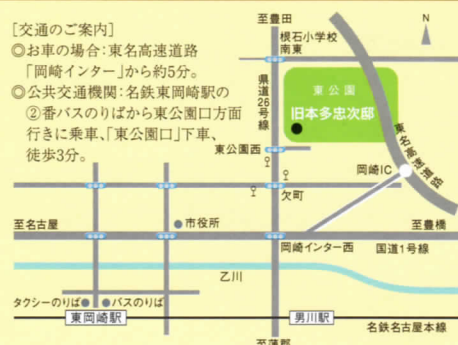 [交通のご案内]
◎お車の場合:東名高速道路
「岡崎インター」から約5分。
◎公共交通機関:名鉄東岡崎駅の
②番バスのりばから東公園口方面
行きに乗車、「東公園口」下車、
徒歩3分。
至豊田
N
根石小学校
南東
県道26号線
東公園
旧本多忠次邸
東名高速道路
東公園西
岡崎IC
欠町
至名古屋
市役所
至豊橋
岡崎インター西
国道1号線
乙川
タクシーのりば
バスのりば
東岡崎駅
男川駅
名鉄名古屋本線
至蒲郡